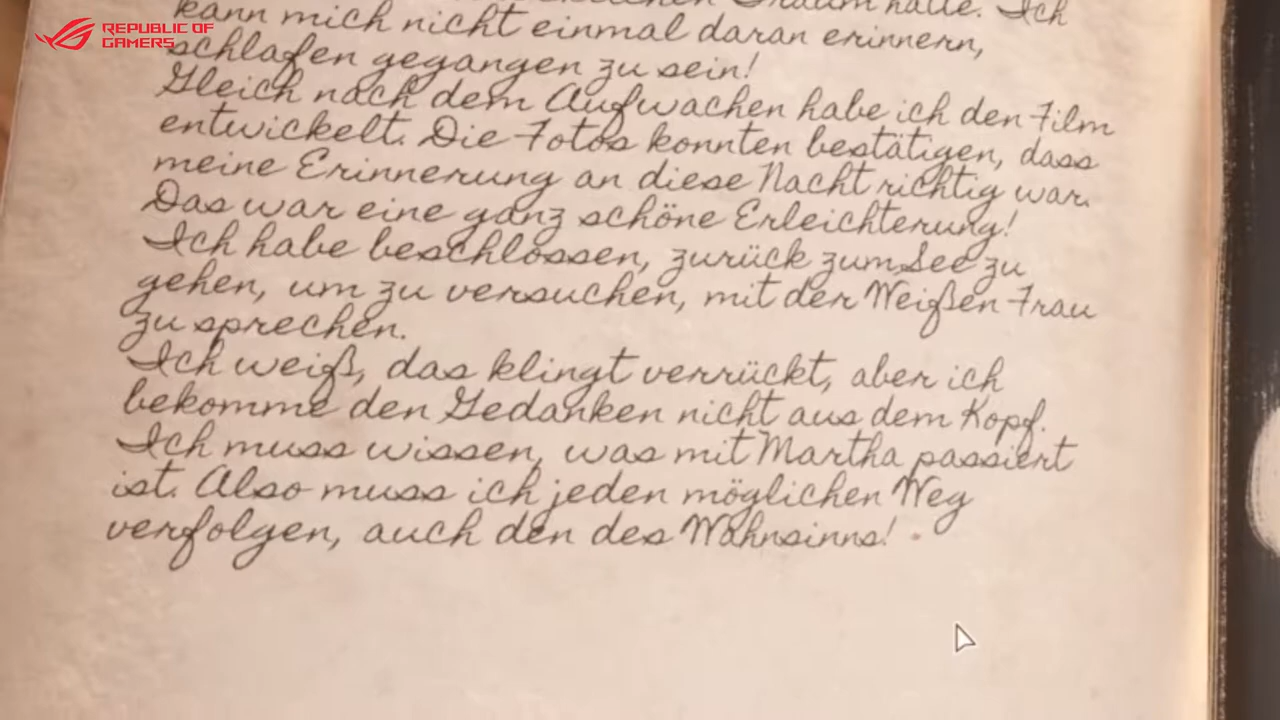 REPUBLIC OF
GAMERS
Traum hatte. Ich
kann mich nicht einmal daran erinnern,
schlafen gegangen zu sein!
Gleich nach dem Aufwachen habe ich den Film
entwickelt. Die Fotos konnten bestätigen, dass
meine Erinnerung an diese Nacht richtig war.
Das war eine ganz schöne Erleichterung!
Ich habe beschlossen, zurück zum See zu
gehen, um zu versuchen, mit der Weißen Frau
zu sprechen.
Ich weiß, das klingt verrückt, aber ich
bekomme den Gedanken nicht aus dem Kopf.
Ich muss wissen, was mit Martha passiert
ist. Also muss ich jeden möglichen Weg
verfolgen, auch den des Wahnsinns!